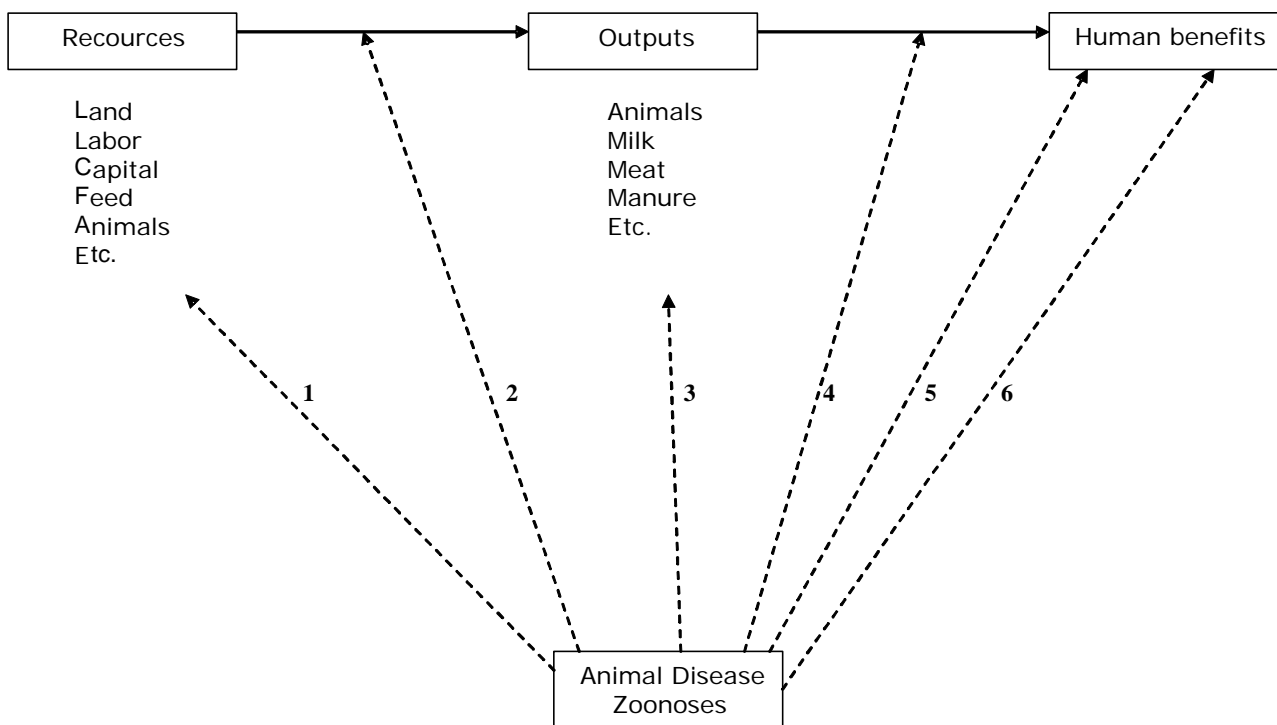 Recources
Outputs
Human benefits
Land
Labor
Capital
Feed
Animals
Etc.
Animals
Milk
Meat
Manure
Etc.
1
2
3
4
5
6
Animal Disease
Zoonoses